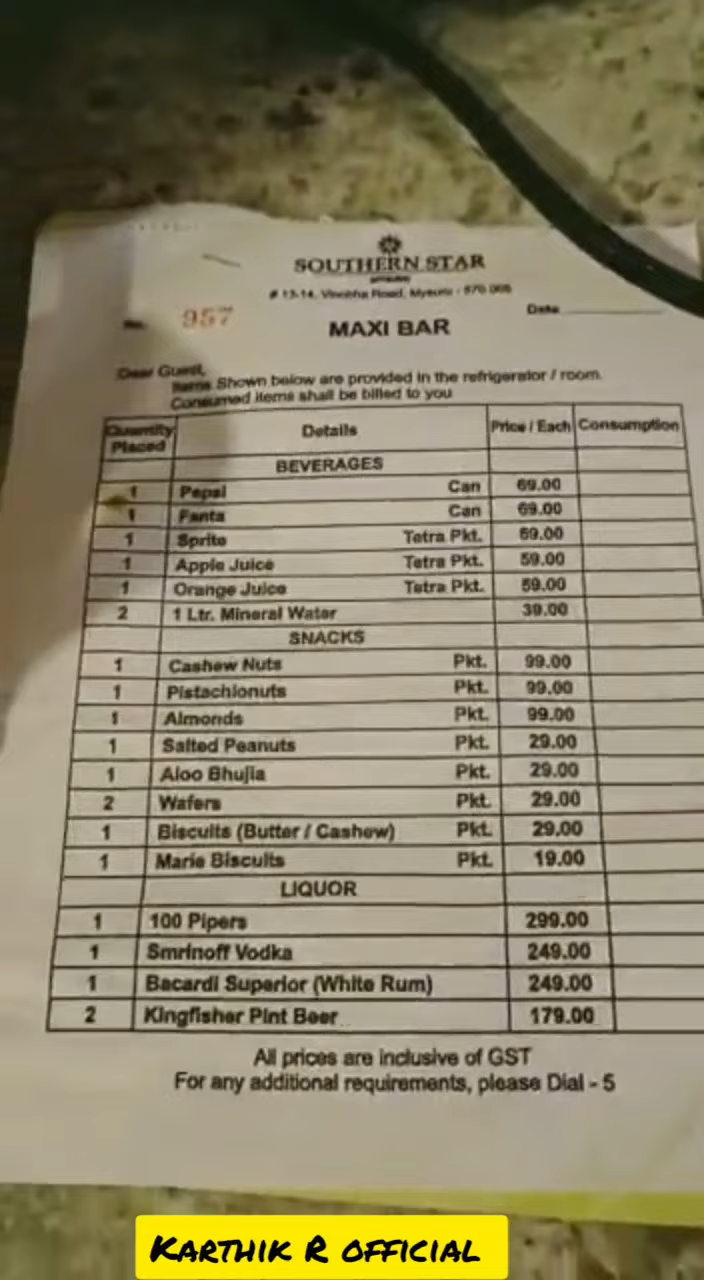 SOUTHERN STAR
# 13-14, Vinobha Road, Mysuru - 570 005
No. 957 Date
MAXI BAR
Dear Guest,
Items Shown below are provided in the refrigerator / room.
Consumed items shall be billed to you
Quantity Placed Details Price / Each Consumption
BEVERAGES
1 Pepsi Can 69.00
1 Fanta Can 69.00
1 Sprite Tetra Pkt. 69.00
1 Apple Juice Tetra Pkt. 59.00
1 Orange Juice Tetra Pkt. 59.00
2 1 Ltr. Mineral Water 39.00
SNACKS
1 Cashew Nuts Pkt. 99.00
1 Pistachionuts Pkt. 99.00
1 Almonds Pkt. 99.00
1 Salted Peanuts Pkt. 29.00
1 Aloo Bhujia Pkt. 29.00
2 Wafers Pkt. 29.00
1 Biscuits (Butter / Cashew) Pkt. 29.00
1 Marie Biscuits Pkt. 19.00
LIQUOR
1 100 Pipers 299.00
1 Smrinoff Vodka 249.00
1 Bacardi Superior (White Rum) 249.00
2 Kingfisher Pint Beer 179.00
All prices are inclusive of GST
For any additional requirements, please Dial - 5
KARTHIK R OFFICIAL